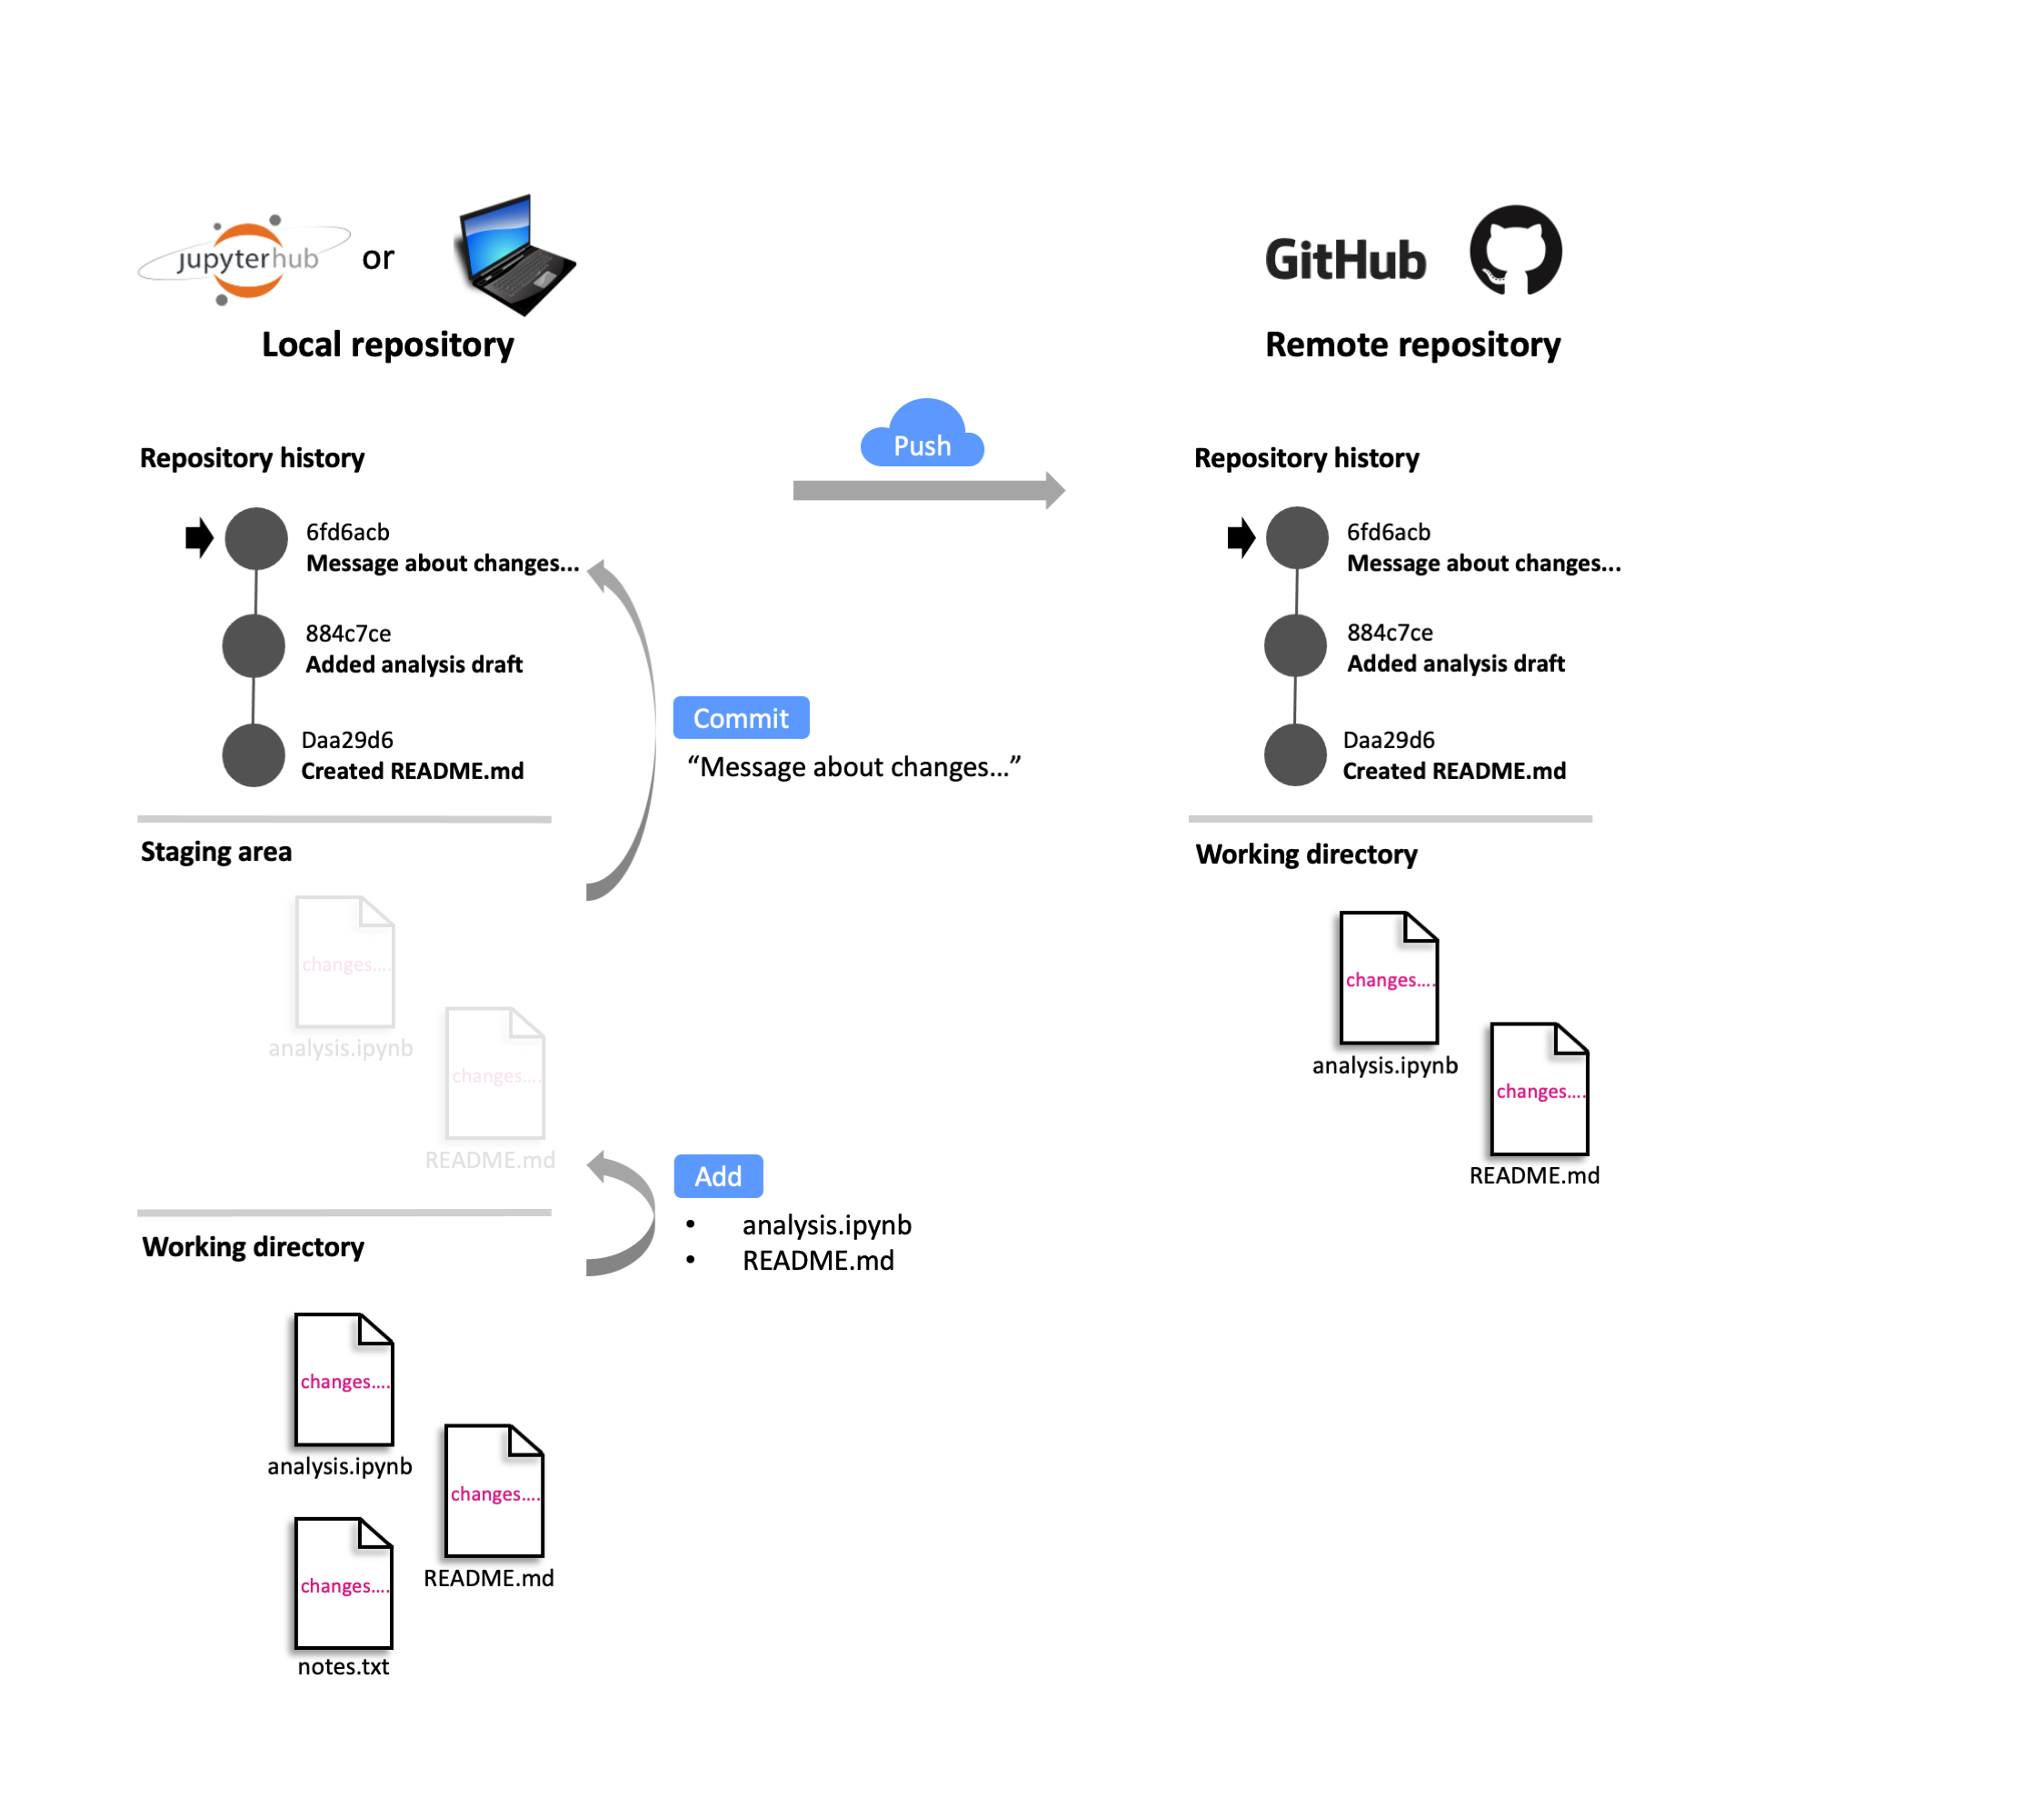 jupyterhub or
Local repository
Repository history
6fd6acb
Message about changes...
884c7ce
Added analysis draft
Daa29d6
Created README.md
Staging area
changes....
analysis.ipynb
changes....
README.md
Working directory
changes....
analysis.ipynb
changes....
README.md
changes....
notes.txt
Push
Commit
“Message about changes...”
Add
• analysis.ipynb
• README.md
GitHub
Remote repository
Repository history
6fd6acb
Message about changes...
884c7ce
Added analysis draft
Daa29d6
Created README.md
Working directory
changes....
analysis.ipynb
changes....
README.md